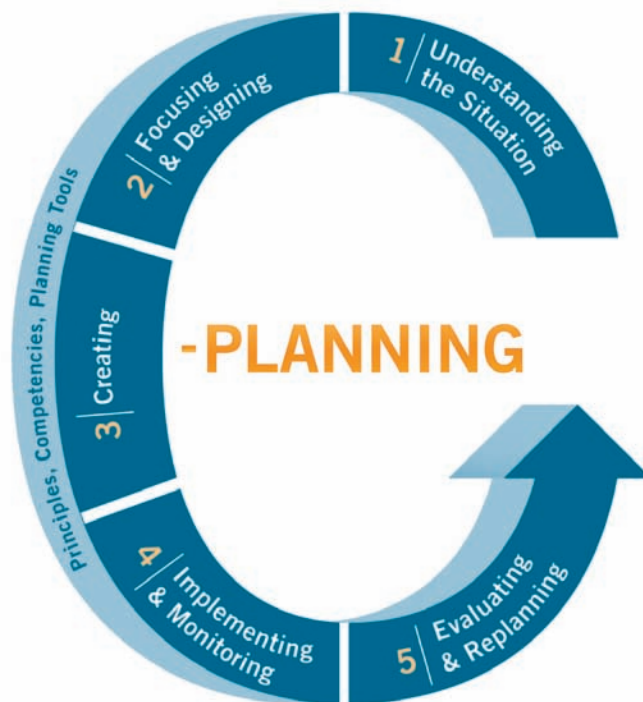 1 Understanding
the Situation
2 Focusing
& Designing
3 Creating
4 Implementing
& Monitoring
5 Evaluating
& Replanning
Principles, Competencies, Planning Tools
-PLANNING